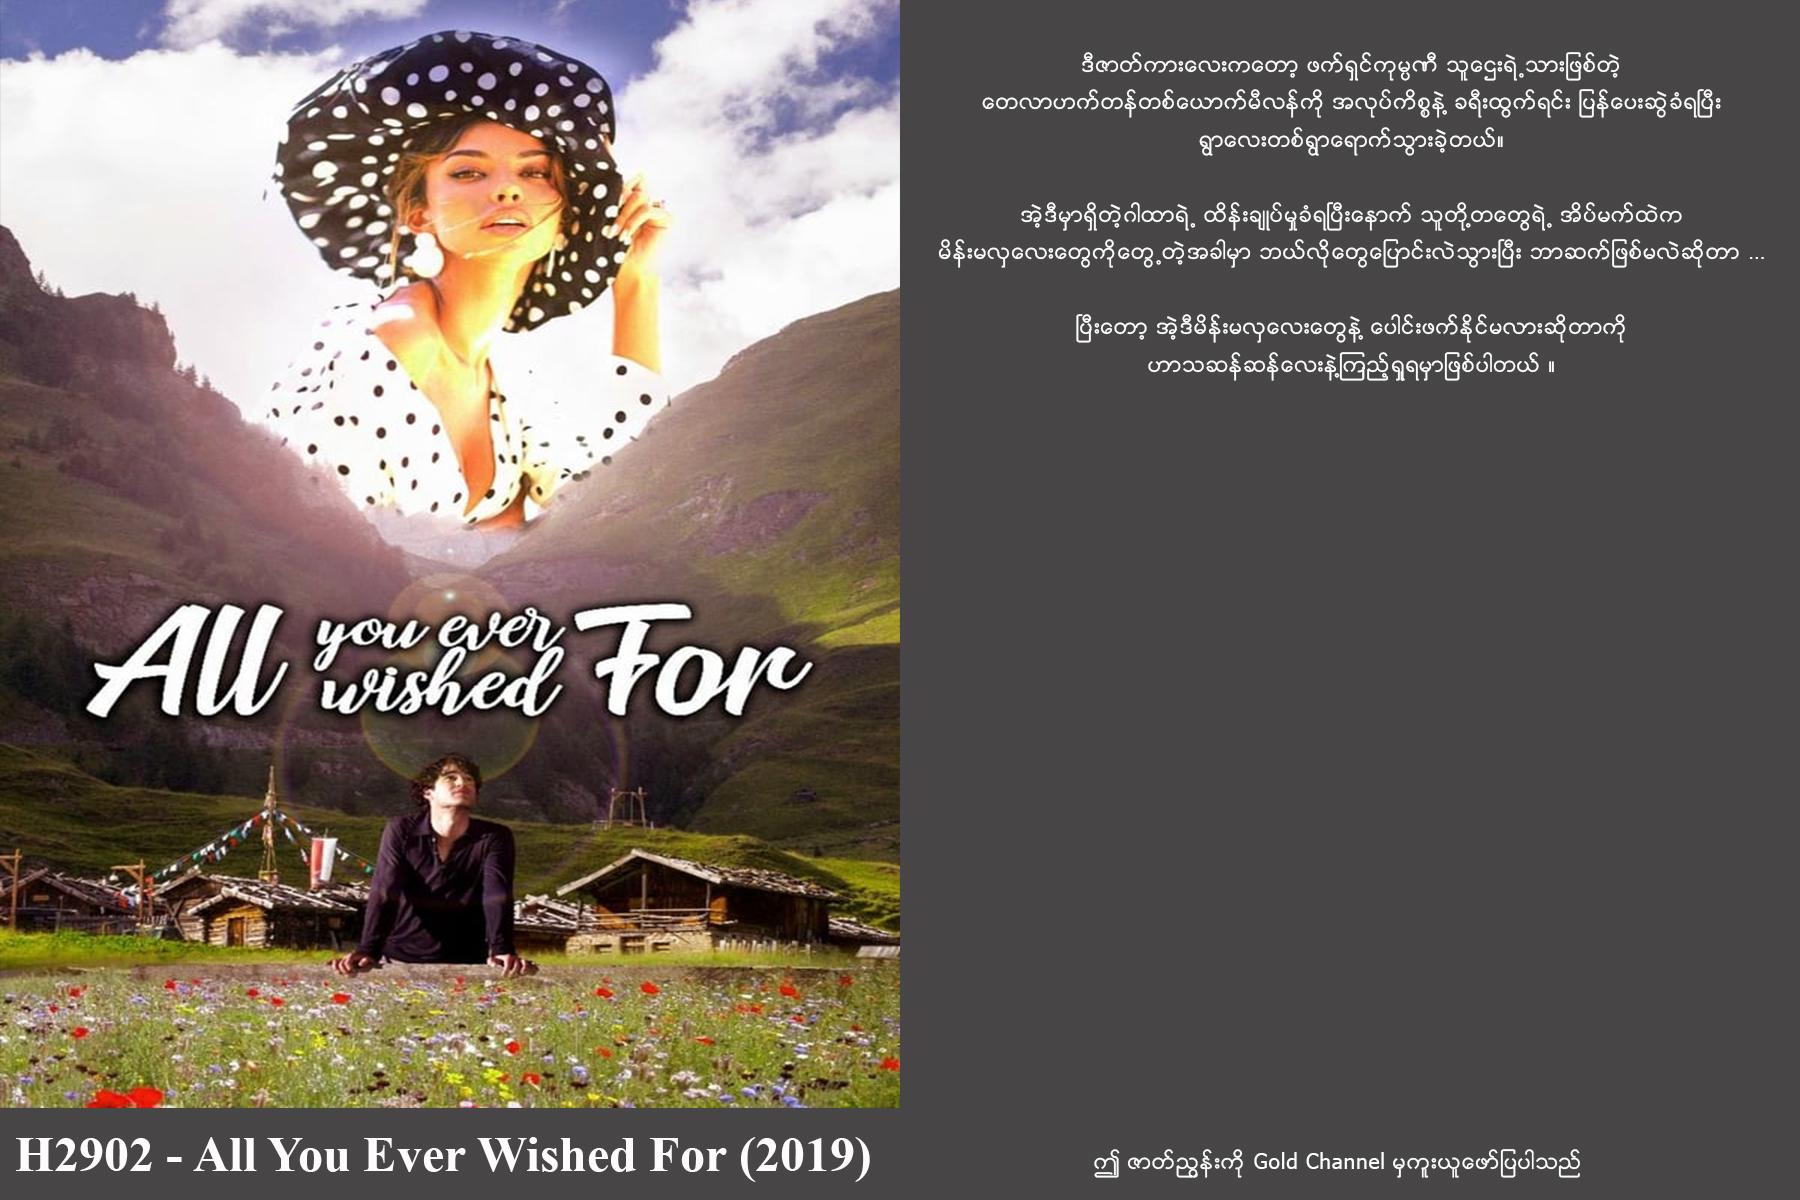 All you ever wished For
H2902 - All You Ever Wished For (2019)
ဒီဇာတ်ကားလေးကတော့ ဖက်ရှင်ကုမ္ပဏီ သူဌေးရဲ့သားဖြစ်တဲ့
တေလာဟက်တန်တစ်ယောက်မီလန်ကို အလုပ်ကိစ္စနဲ့ ခရီးထွက်ရင်း ပြန်ပေးဆွဲခံရပြီး
ရွာလေးတစ်ရွာရောက်သွားခဲ့တယ်။
အဲ့ဒီမှာရှိတဲ့ဂါထာရဲ့ ထိန်းချုပ်မှုခံရပြီးနောက် သူတို့တတွေရဲ့ အိပ်မက်ထဲက
မိန်းမလှလေးတွေကိုတွေ့တဲ့အခါမှာ ဘယ်လိုတွေပြောင်းလဲသွားပြီး ဘာဆက်ဖြစ်မလဲဆိုတာ ...
ပြီးတော့ အဲ့ဒီမိန်းမလှလေးတွေနဲ့ ပေါင်းဖက်နိုင်မလားဆိုတာကို
ဟာသဆန်ဆန်လေးနဲ့ကြည့်ရှုရမှာဖြစ်ပါတယ် ။
ဤ ဇာတ်ညွှန်းကို Gold Channel မှကူးယူဖော်ပြပါသည်